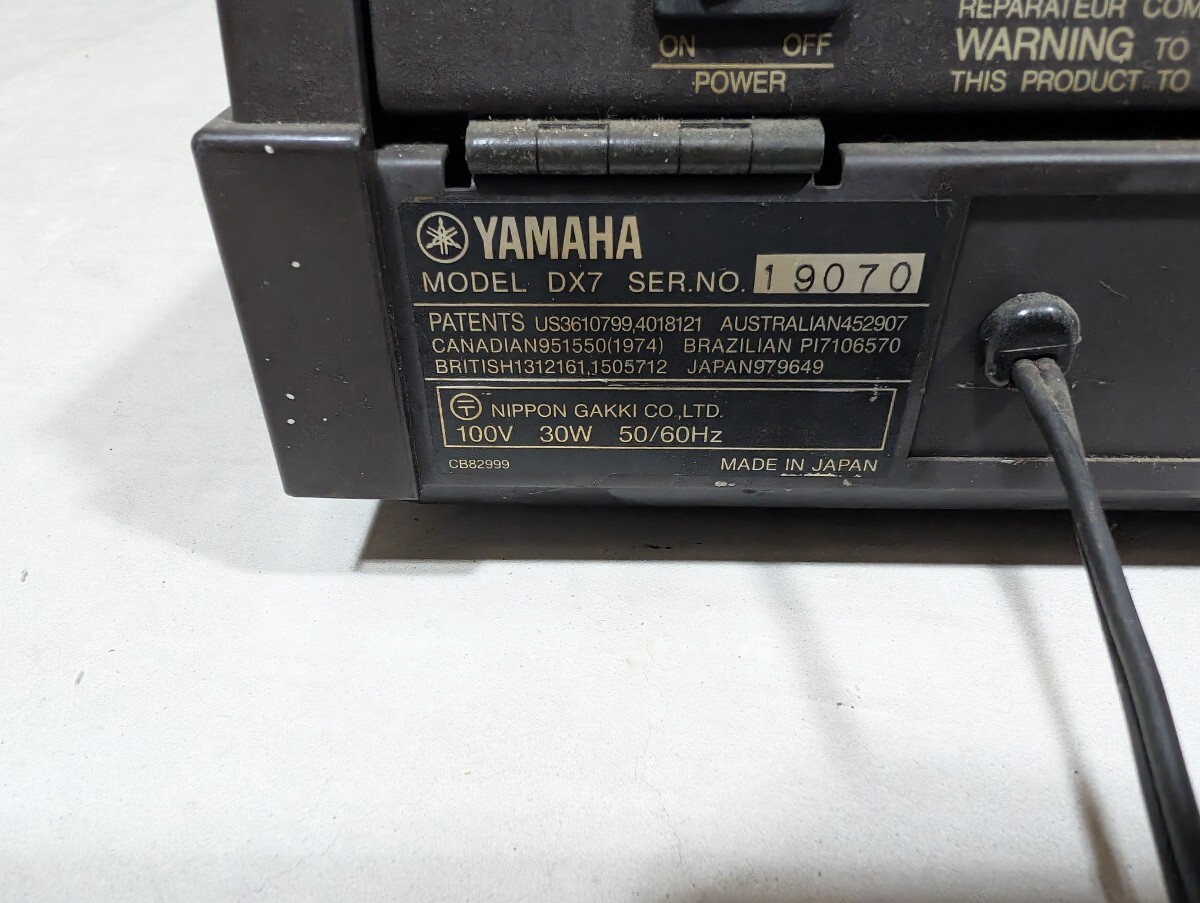 ON OFF
POWER
REPARATEUR COM
WARNING TO
THIS PRODUCT TO
YAMAHA
MODEL DX7 SER.NO. 19070
PATENTS US3610799,4018121 AUSTRALIAN452907
CANADIAN951550(1974) BRAZILIAN PI7106570
BRITISH1312161,1505712 JAPAN979649
NIPPON GAKKI CO.,LTD.
100V 30W 50/60Hz
CB82999 MADE IN JAPAN